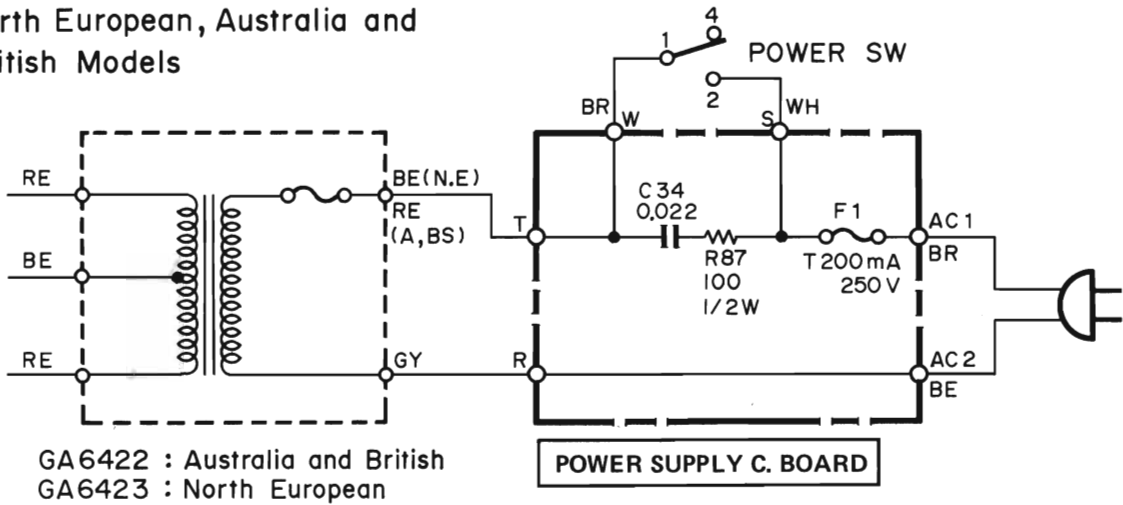 rth European, Australia and
itish Models
4
1
POWER SW
2
BR
W
S
WH
RE
BE
RE
BE(N.E)
RE
(A,BS)
GY
T
R
C34
0.022
R87
100
1/2W
F1
T200mA
250V
AC1
BR
AC2
BE
GA6422 : Australia and British
GA6423 : North European
POWER SUPPLY C. BOARD